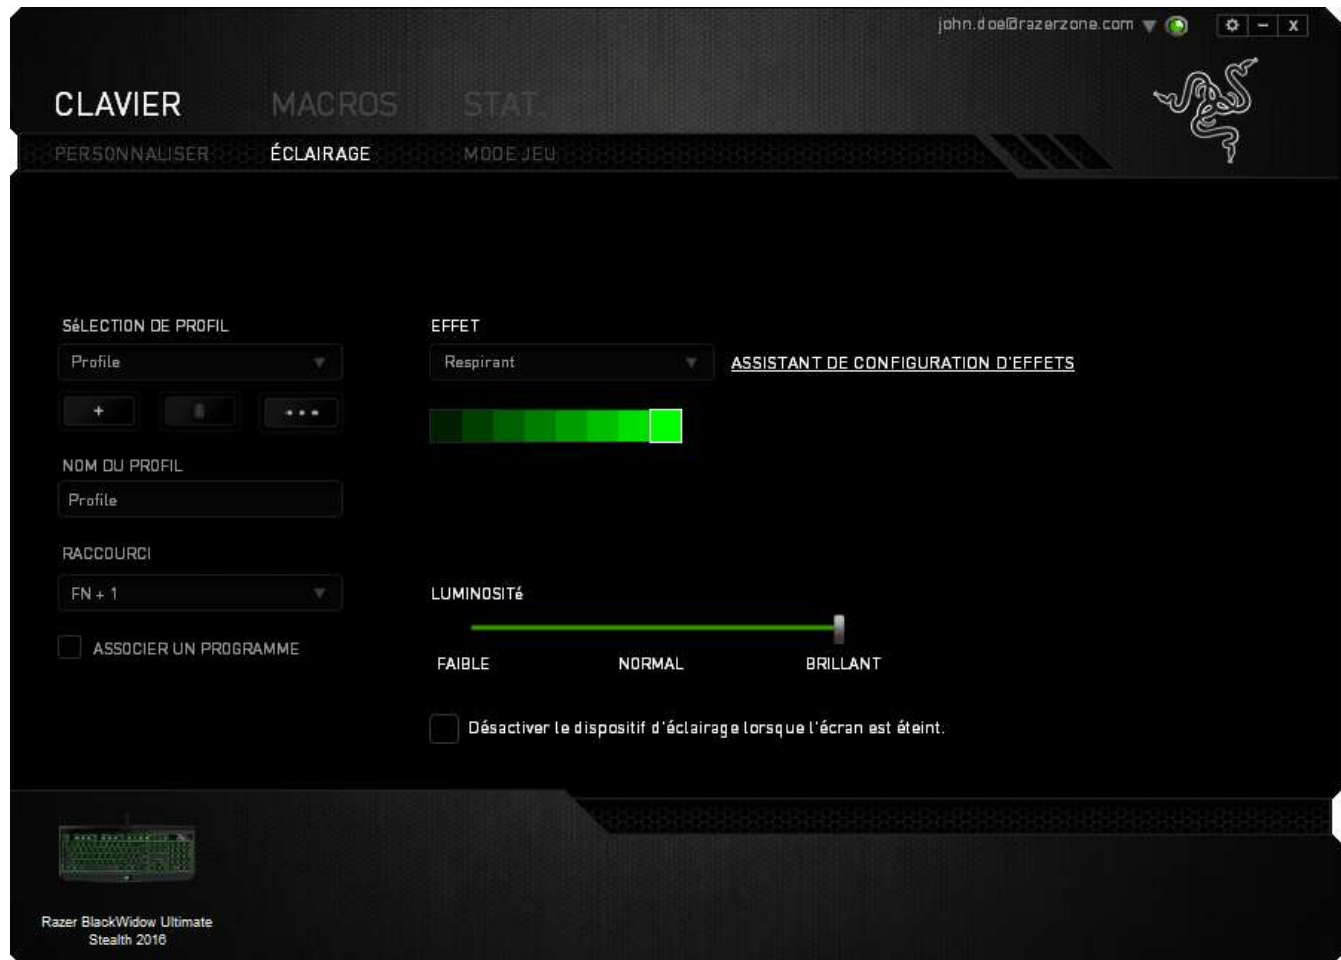 john.doe@razerzone.com
CLAVIER MACROS STAT
PERSONNALISER ÉCLAIRAGE MODE JEU
SéLECTION DE PROFIL
Profile
NOM DU PROFIL
Profile
RACCOURCI
FN + 1
ASSOCIER UN PROGRAMME
EFFET
Respirant
ASSISTANT DE CONFIGURATION D'EFFETS
LUMINOSITé
FAIBLE NORMAL BRILLANT
Désactiver le dispositif d'éclairage lorsque l'écran est éteint.
Razer BlackWidow Ultimate
Stealth 2016